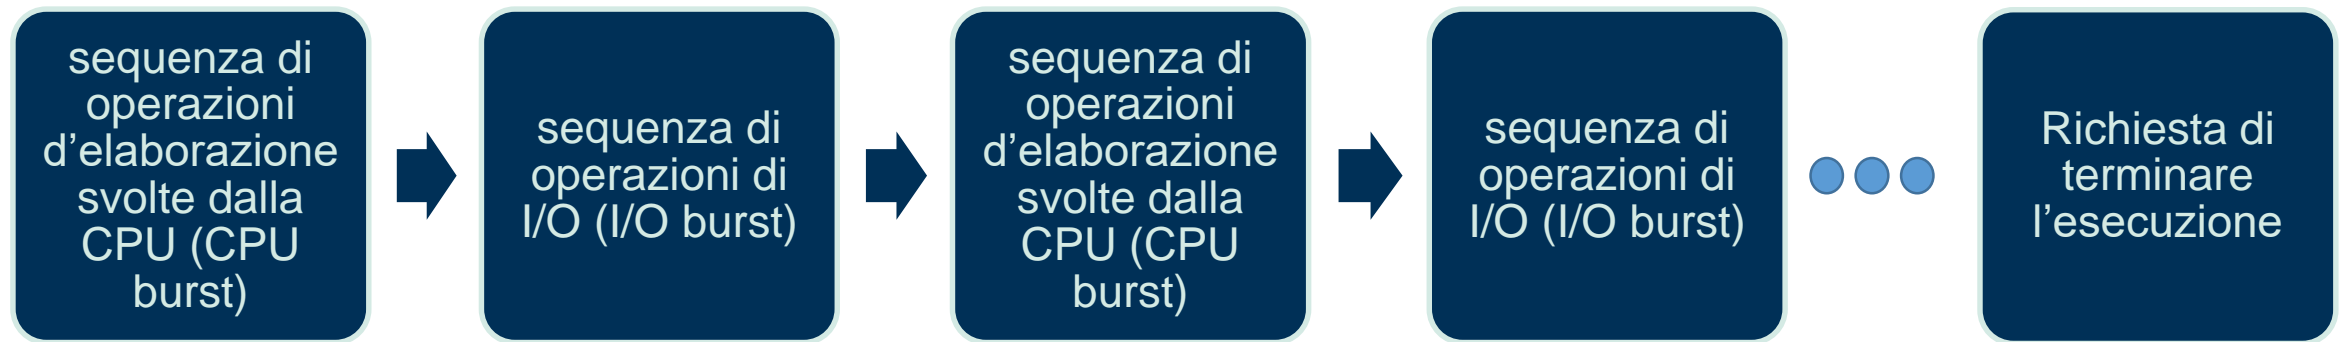 sequenza di
operazioni
d’elaborazione
svolte dalla
CPU (CPU
burst)
sequenza di
operazioni di
I/O (I/O burst)
sequenza di
operazioni
d’elaborazione
svolte dalla
CPU (CPU
burst)
sequenza di
operazioni di
I/O (I/O burst)
Richiesta di
terminare
l’esecuzione